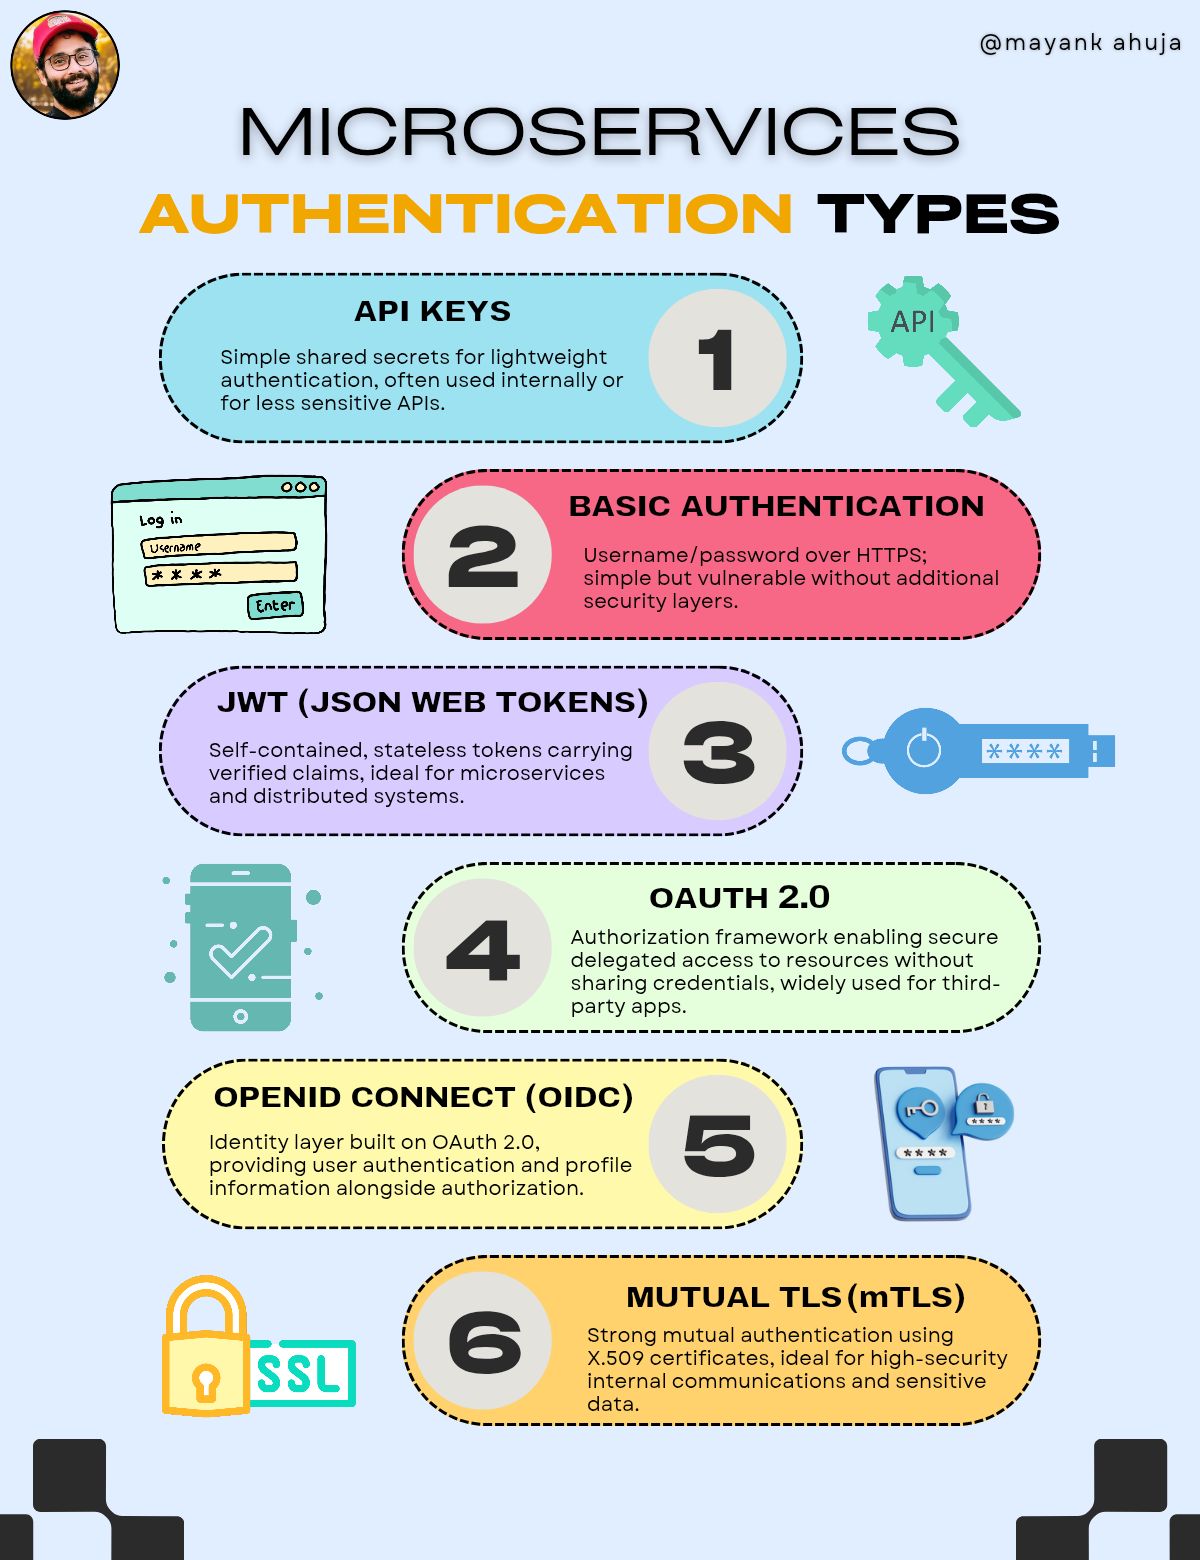 @mayank ahuja
MICROSERVICES
AUTHENTICATION TYPES
API KEYS
Simple shared secrets for lightweight
authentication, often used internally or
for less sensitive APIs.
1
API
Log in
Username
* * * *
Enter
2
BASIC AUTHENTICATION
Username/password over HTTPS;
simple but vulnerable without additional
security layers.
JWT (JSON WEB TOKENS)
Self-contained, stateless tokens carrying
verified claims, ideal for microservices
and distributed systems.
3
****
4
OAUTH 2.0
Authorization framework enabling secure
delegated access to resources without
sharing credentials, widely used for third-
party apps.
OPENID CONNECT (OIDC)
Identity layer built on OAuth 2.0,
providing user authentication and profile
information alongside authorization.
5
****
****
SSL
6
MUTUAL TLS (mTLS)
Strong mutual authentication using
X.509 certificates, ideal for high-security
internal communications and sensitive
data.